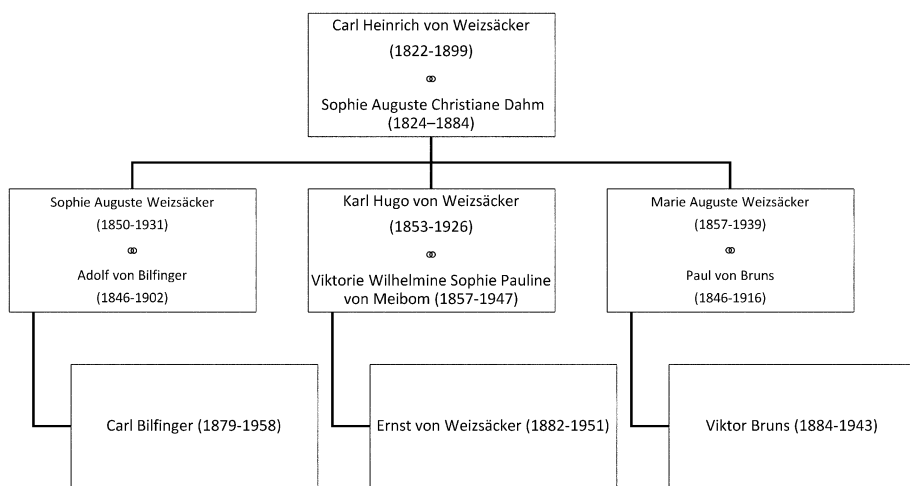 Carl Heinrich von Weizsäcker
(1822-1899)
⚭
Sophie Auguste Christiane Dahm
(1824–1884)
Sophie Auguste Weizsäcker
(1850-1931)
⚭
Adolf von Bilfinger
(1846-1902)
Karl Hugo von Weizsäcker
(1853-1926)
⚭
Viktorie Wilhelmine Sophie Pauline
von Meibom (1857-1947)
Marie Auguste Weizsäcker
(1857-1939)
⚭
Paul von Bruns
(1846-1916)
Carl Bilfinger (1879-1958)
Ernst von Weizsäcker (1882-1951)
Viktor Bruns (1884-1943)